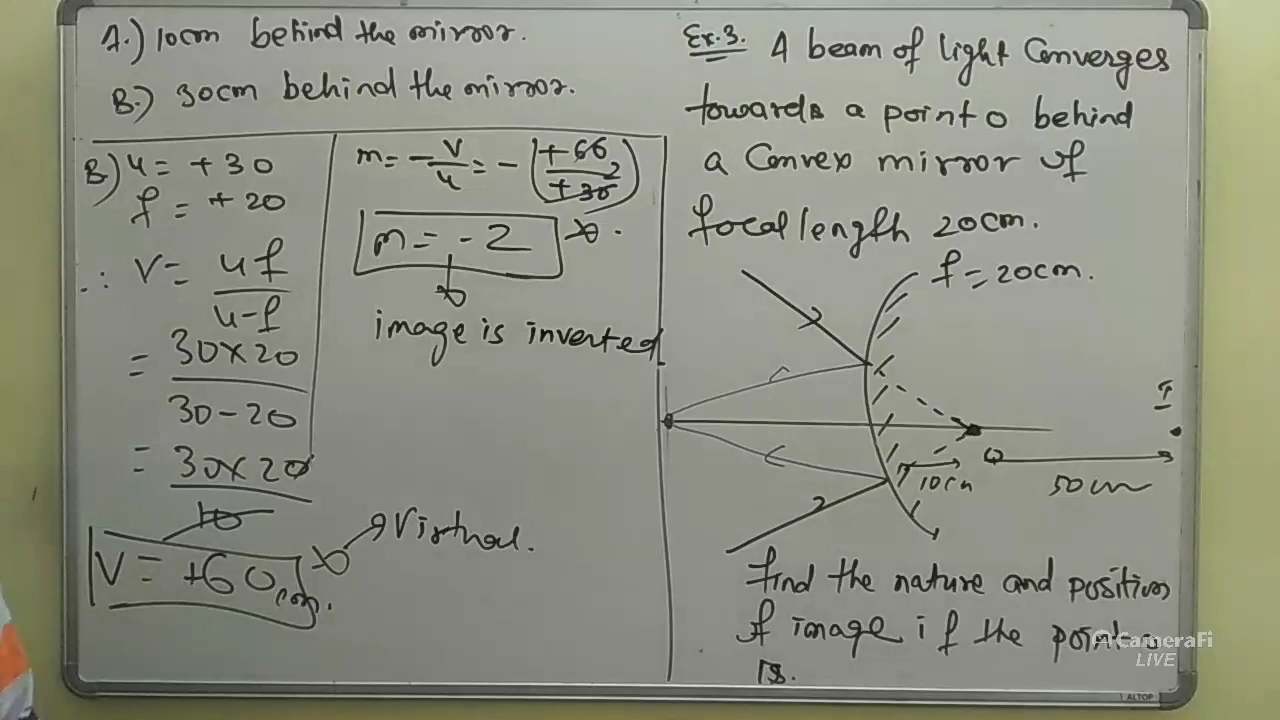 A.) 10cm behind the mirror.
B.) 30cm behind the mirror.
B) u = +30
f = +20
∴ v = uf
u-f
= 30×20
30-20
= 30×20
10
V = +60 cm.
Virtual.
m = -v/u = -(+60/+30) 2
m = -2
image is inverted
Ex.3. A beam of light Converges
towards a point O behind
a Convex mirror of
focal length 20cm.
f = 20cm.
I
O
10cm
50cm
find the nature and position
of image if the point O
is.
CameraFi
LIVE
ALTOP